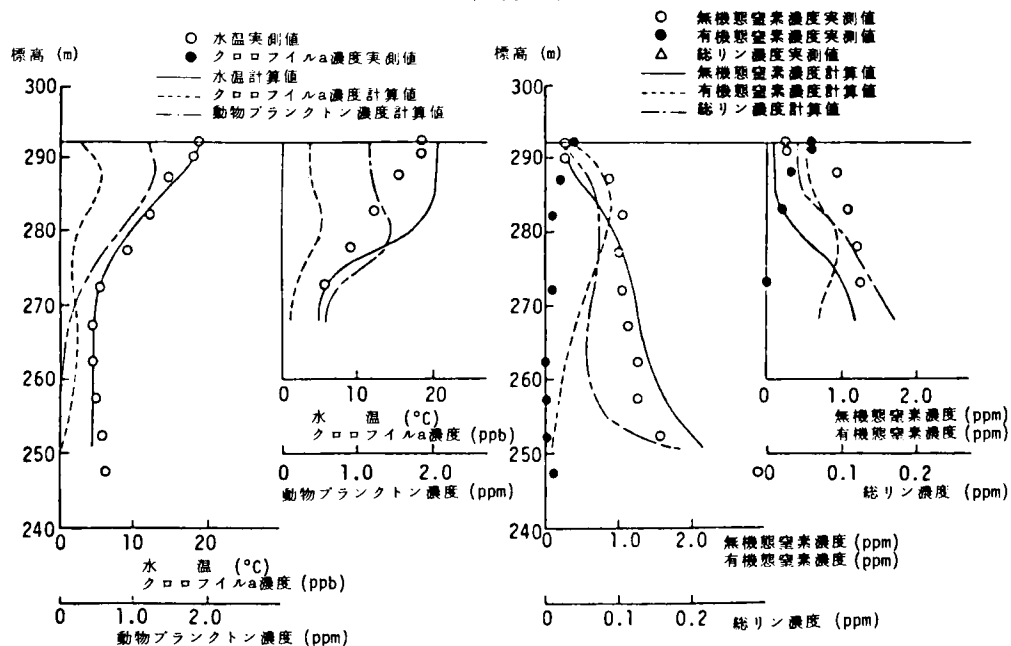 標高 (m)
○ 水温実測値
● クロロフイルa濃度実測値
水温計算値
クロロフイルa濃度計算値
動物プランクトン濃度計算値
300
290
280
270
260
250
240
0 10 20
水 温 (°C)
クロロフイルa濃度 (ppb)
0 1.0 2.0
動物プランクトン濃度 (ppm)
0 10 20
水 温 (°C)
クロロフイルa濃度 (ppb)
0 1.0 2.0
動物プランクトン濃度 (ppm)
標高 (m)
○ 無機態窒素濃度実測値
● 有機態窒素濃度実測値
△ 総リン濃度実測値
無機態窒素濃度計算値
有機態窒素濃度計算値
総リン濃度計算値
300
290
280
270
260
250
240
0 1.0 2.0
無機態窒素濃度 (ppm)
有機態窒素濃度 (ppm)
0 0.1 0.2
総リン濃度 (ppm)
0 1.0 2.0
無機態窒素濃度 (ppm)
有機態窒素濃度 (ppm)
0 0.1 0.2
総リン濃度 (ppm)